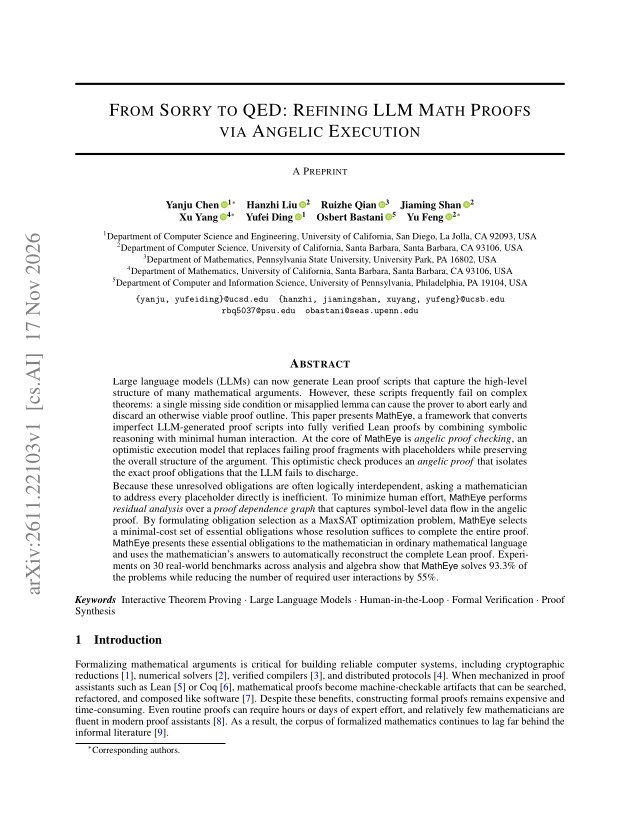 FROM SORRY TO QED: REFINING LLM MATH PROOFS
VIA ANGELIC EXECUTION
A PREPRINT
Yanju Chen 1* Hanzhi Liu 2 Ruizhe Qian 3 Jiaming Shan 2
Xu Yang 4* Yufei Ding 1 Osbert Bastani 5 Yu Feng 2*
1Department of Computer Science and Engineering, University of California, San Diego, La Jolla, CA 92093, USA
2Department of Computer Science, University of California, Santa Barbara, Santa Barbara, CA 93106, USA
3Department of Mathematics, Pennsylvania State University, University Park, PA 16802, USA
4Department of Mathematics, University of California, Santa Barbara, Santa Barbara, CA 93106, USA
5Department of Computer and Information Science, University of Pennsylvania, Philadelphia, PA 19104, USA
{yanju, yufeiding}@ucsd.edu {hanzhi, jiamingshan, xuyang, yufeng}@ucsb.edu
rbq5037@psu.edu obastani@seas.upenn.edu
arXiv:2611.22103v1 [cs.AI] 17 Nov 2026
ABSTRACT
Large language models (LLMs) can now generate Lean proof scripts that capture the high-level
structure of many mathematical arguments. However, these scripts frequently fail on complex
theorems: a single missing side condition or misapplied lemma can cause the prover to abort early and
discard an otherwise viable proof outline. This paper presents MathEye, a framework that converts
imperfect LLM-generated proof scripts into fully verified Lean proofs by combining symbolic
reasoning with minimal human interaction. At the core of MathEye is angelic proof checking, an
optimistic execution model that replaces failing proof fragments with placeholders while preserving
the overall structure of the argument. This optimistic check produces an angelic proof that isolates
the exact proof obligations that the LLM fails to discharge.
Because these unresolved obligations are often logically interdependent, asking a mathematician
to address every placeholder directly is inefficient. To minimize human effort, MathEye performs
residual analysis over a proof dependence graph that captures symbol-level data flow in the angelic
proof. By formulating obligation selection as a MaxSAT optimization problem, MathEye selects
a minimal-cost set of essential obligations whose resolution suffices to complete the entire proof.
MathEye presents these essential obligations to the mathematician in ordinary mathematical language
and uses the mathematician's answers to automatically reconstruct the complete Lean proof. Experi-
ments on 30 real-world benchmarks across analysis and algebra show that MathEye solves 93.3% of
the problems while reducing the number of required user interactions by 55%.
Keywords Interactive Theorem Proving · Large Language Models · Human-in-the-Loop · Formal Verification · Proof
Synthesis
1 Introduction
Formalizing mathematical arguments is critical for building reliable computer systems, including cryptographic
reductions [1], numerical solvers [2], verified compilers [3], and distributed protocols [4]. When mechanized in proof
assistants such as Lean [5] or Coq [6], mathematical proofs become machine-checkable artifacts that can be searched,
refactored, and composed like software [7]. Despite these benefits, constructing formal proofs remains expensive and
time-consuming. Even routine proofs can require hours or days of expert effort, and relatively few mathematicians are
fluent in modern proof assistants [8]. As a result, the corpus of formalized mathematics continues to lag far behind the
informal literature [9].
*Corresponding authors.